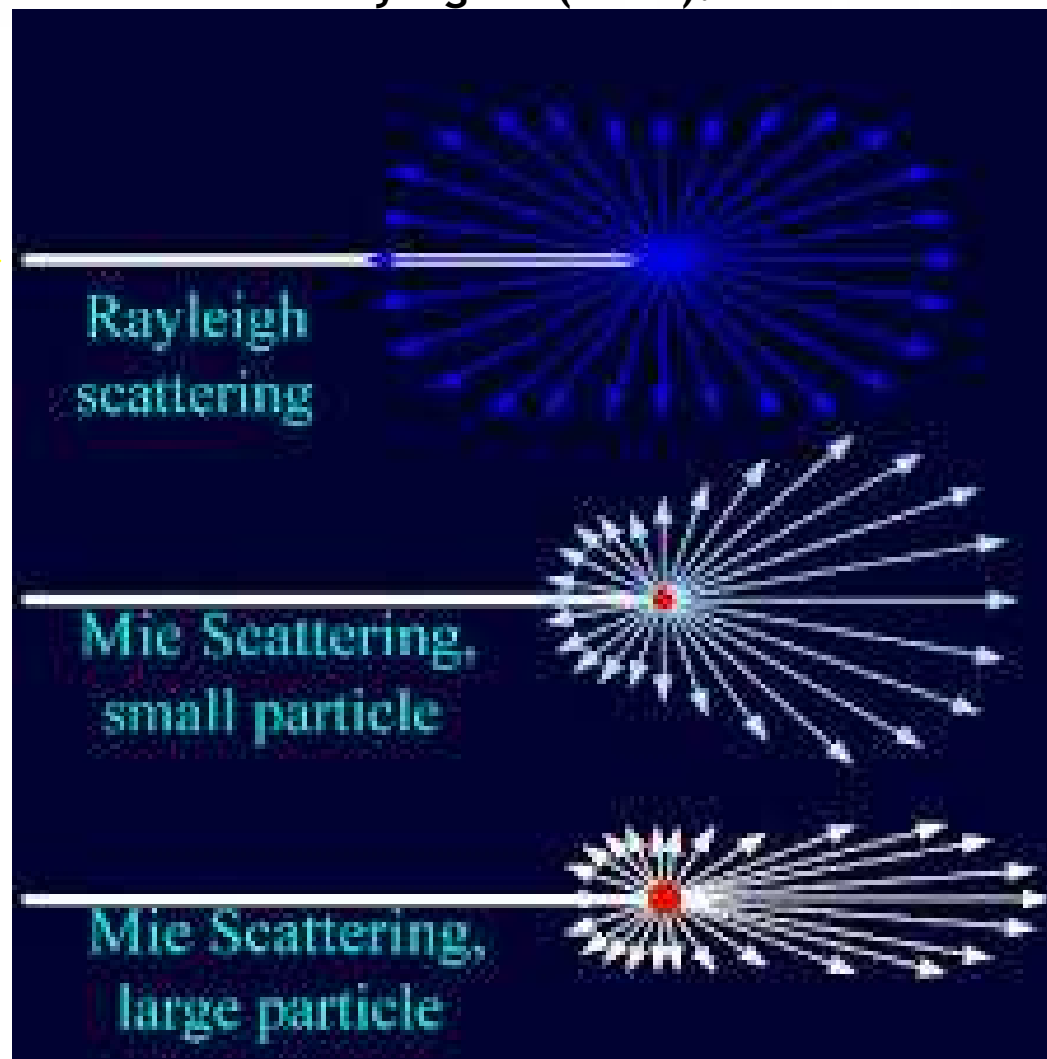 Rayleigh
scattering
Mie Scattering,
small particle
Mie Scattering,
large particle